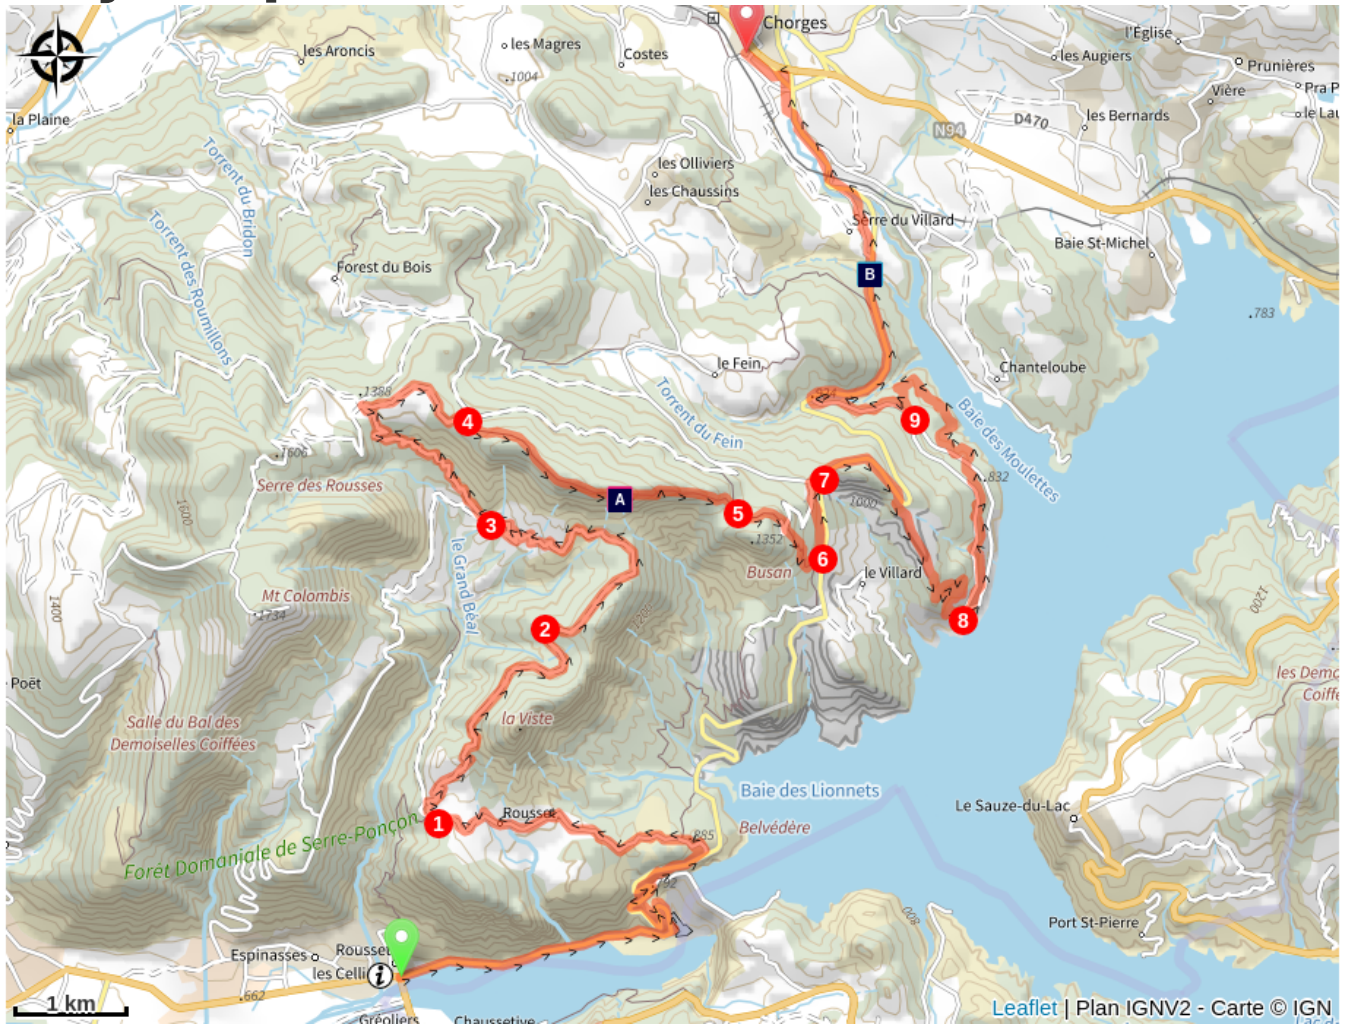 Chorges
l'Église
les Aroncis
les Magres
Costes
les Augiers
Prunières
.1004
Vière
Pra P
la Plaine
les Bernards
le Lau
D470
N94
Torrent du Bridon
les Olliviers
les Chaussins
Torrent des Roumillons
Serre du Villard
Baie St-Michel
Forest du Bois
B
.783
le Fein
Chanteloube
.1388
Torrent du Fein
Baie des Moulettes
4
9
.1606
Serre des Rousses
7
.832
1600
A
1000
5
3
.1352
6
Busan
le Villard
le Grand Béal
Mt Colombis
1400
.1734
1200
1200
2
8
Poët
les Demo
Coiffé
Salle du Bal des
Demoiselles Coiffées
la Viste
Baie des Lionnets
Le Sauze-du-Lac
1
Rousset
Belvédère
885
Forêt Domaniale de Serre-Ponçon
.792
008
Port St-Pierre
Espinasses
Rousset
les Celli
i
.662
1 km
Gréoliers
Chaussetive
Leaflet | Plan IGNV2 - Carte © IGN